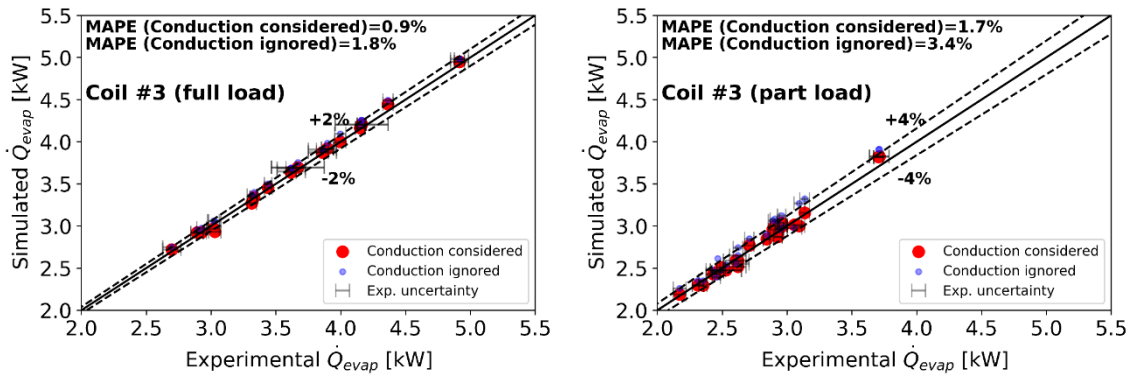 MAPE (Conduction considered)=0.9%
MAPE (Conduction ignored)=1.8%
Coil #3 (full load)
+2%
-2%
Conduction considered
Conduction ignored
Exp. uncertainty
5.5
5.0
4.5
4.0
3.5
3.0
2.5
2.0
Simulated Q̇evap [kW]
2.0 2.5 3.0 3.5 4.0 4.5 5.0 5.5
Experimental Q̇evap [kW]
MAPE (Conduction considered)=1.7%
MAPE (Conduction ignored)=3.4%
Coil #3 (part load)
+4%
-4%
Conduction considered
Conduction ignored
Exp. uncertainty
5.5
5.0
4.5
4.0
3.5
3.0
2.5
2.0
Simulated Q̇evap [kW]
2.0 2.5 3.0 3.5 4.0 4.5 5.0 5.5
Experimental Q̇evap [kW]